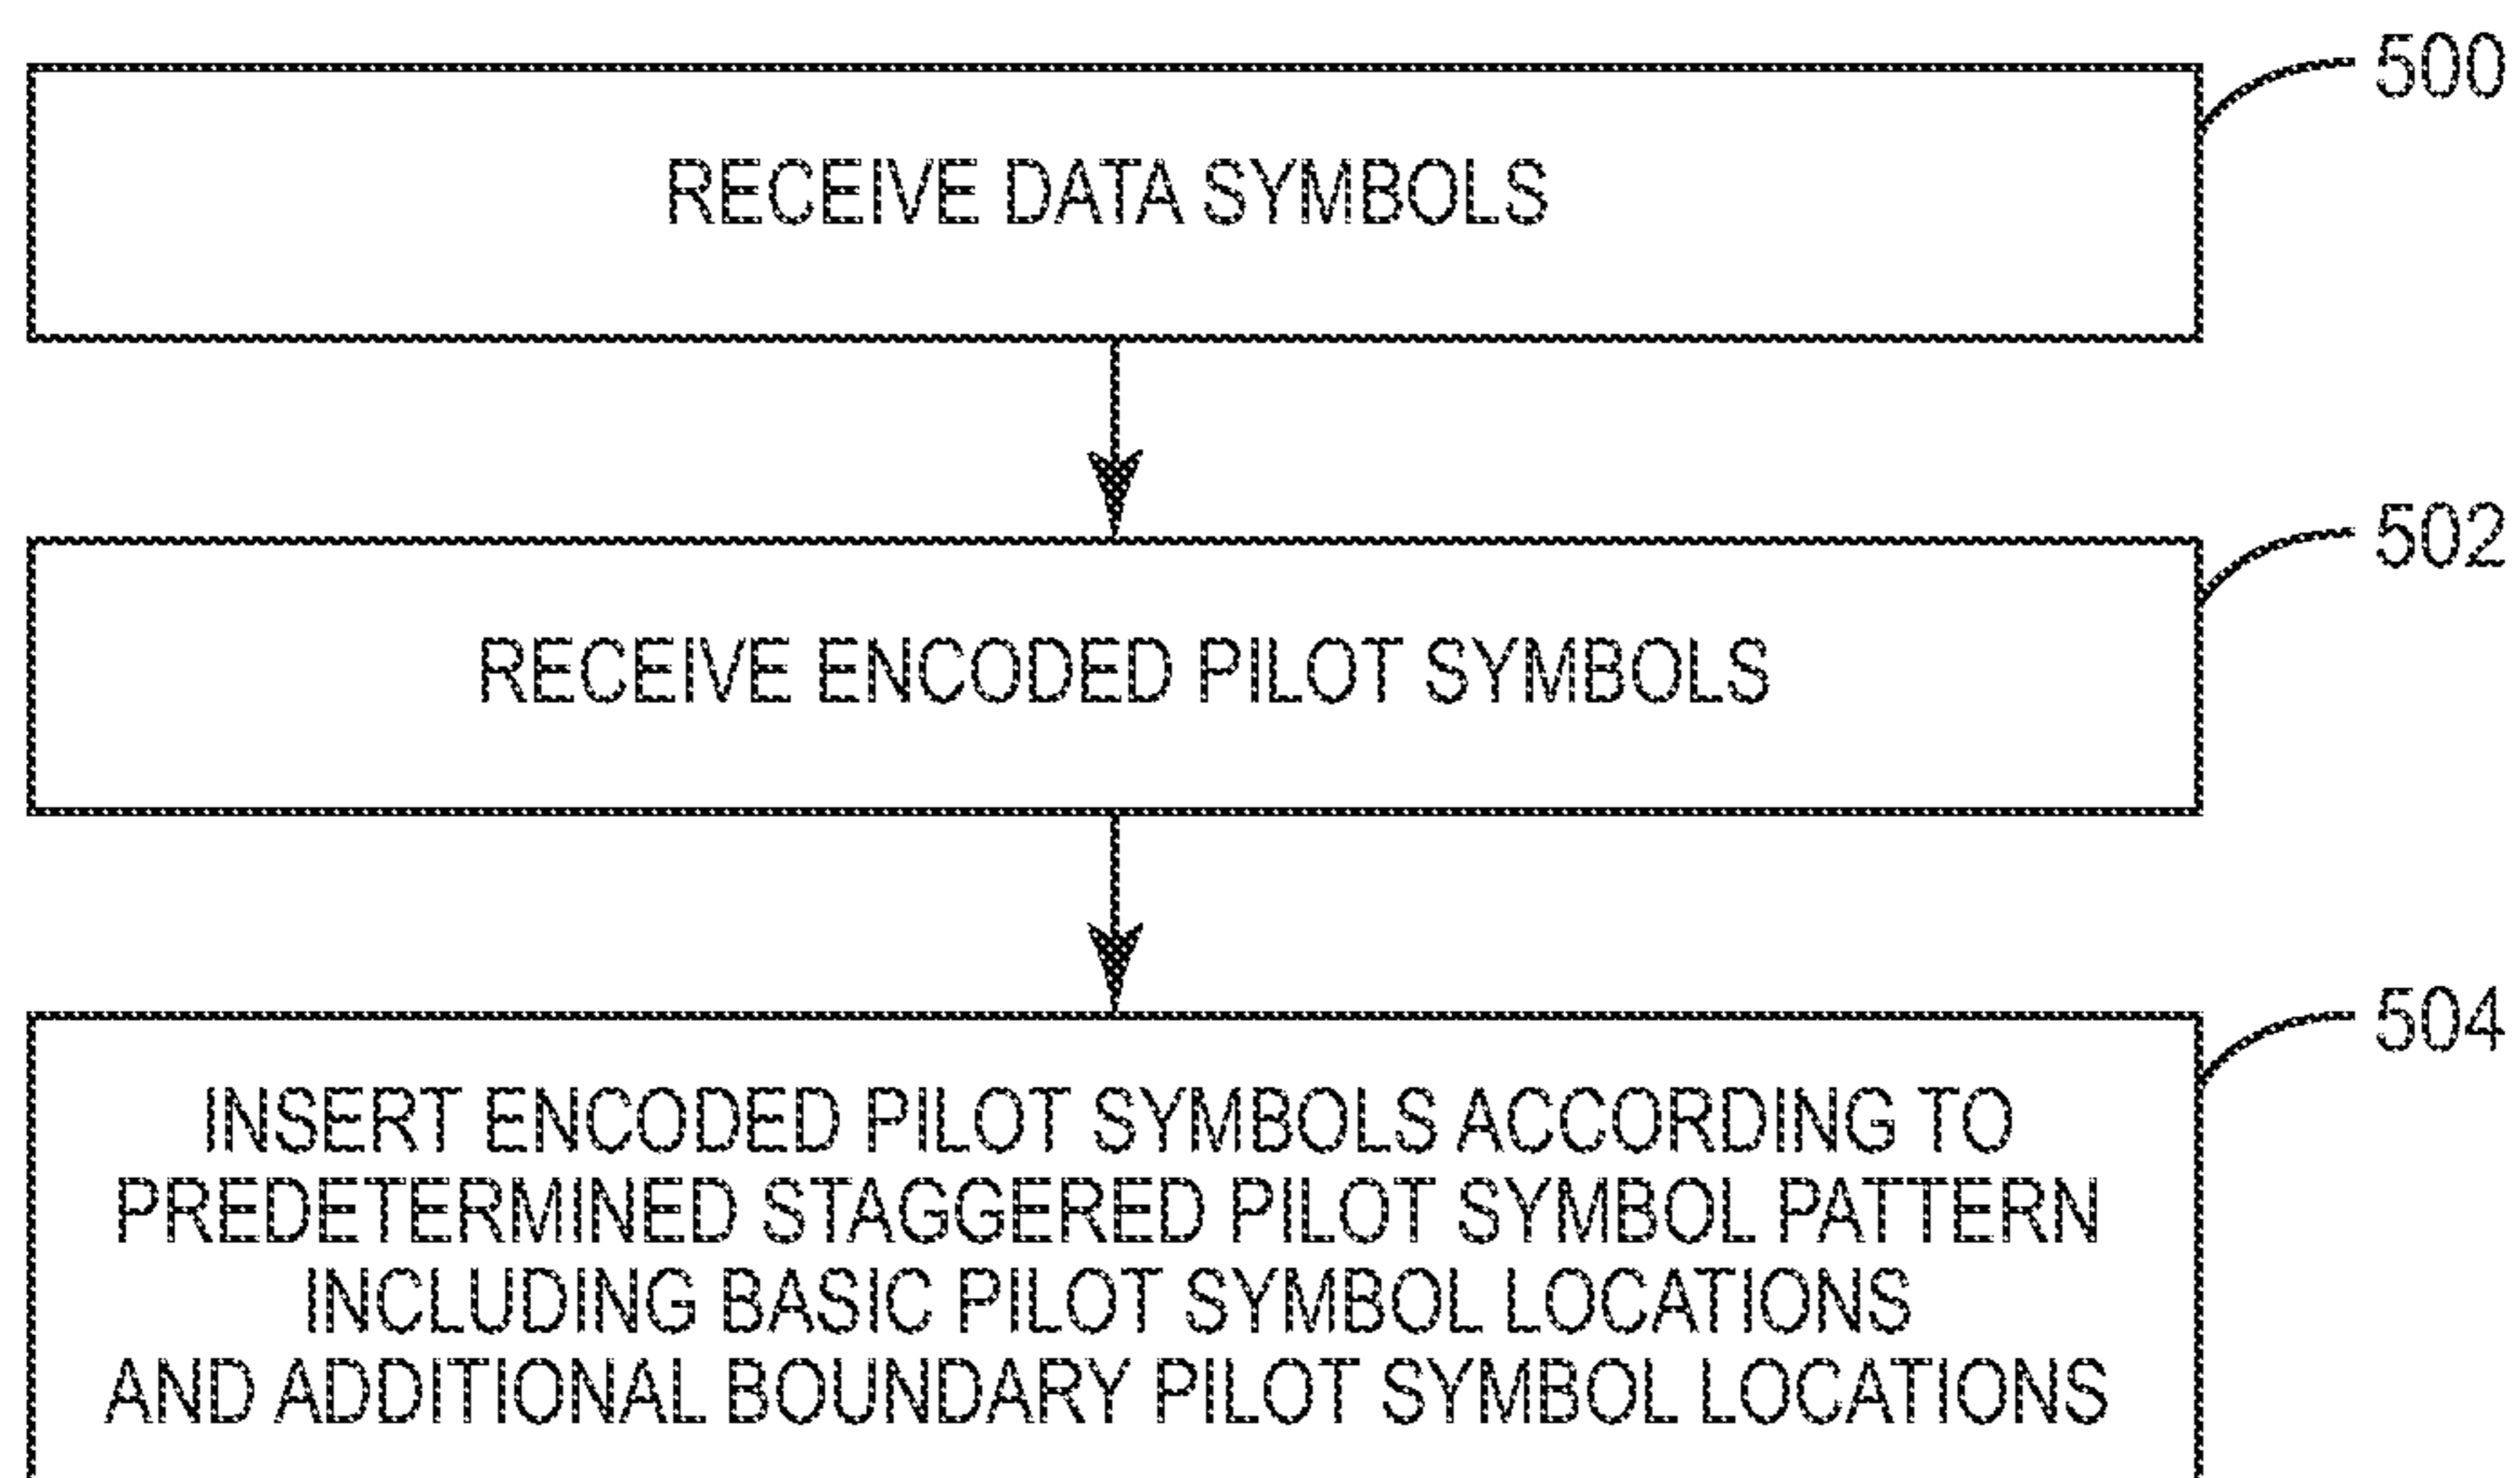 500
RECEIVE DATA SYMBOLS
502
RECEIVE ENCODED PILOT SYMBOLS
504
INSERT ENCODED PILOT SYMBOLS ACCORDING TO
PREDETERMINED STAGGERED PILOT SYMBOL PATTERN
INCLUDING BASIC PILOT SYMBOL LOCATIONS
AND ADDITIONAL BOUNDARY PILOT SYMBOL LOCATIONS